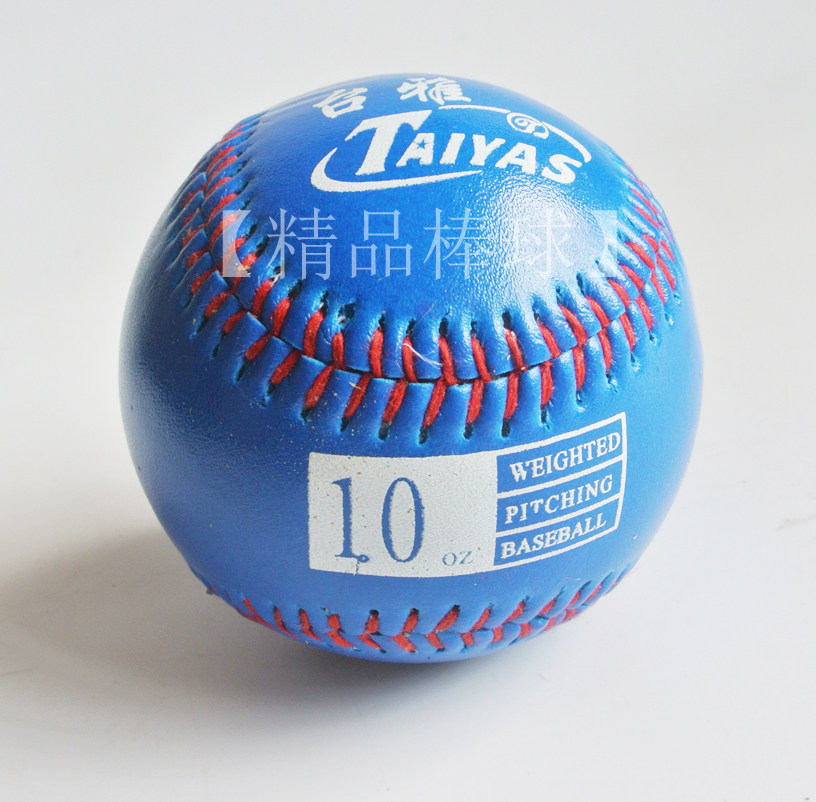 台雅
TAIYAS
【精品棒球】
10 OZ
WEIGHTED
PITCHING
BASEBALL